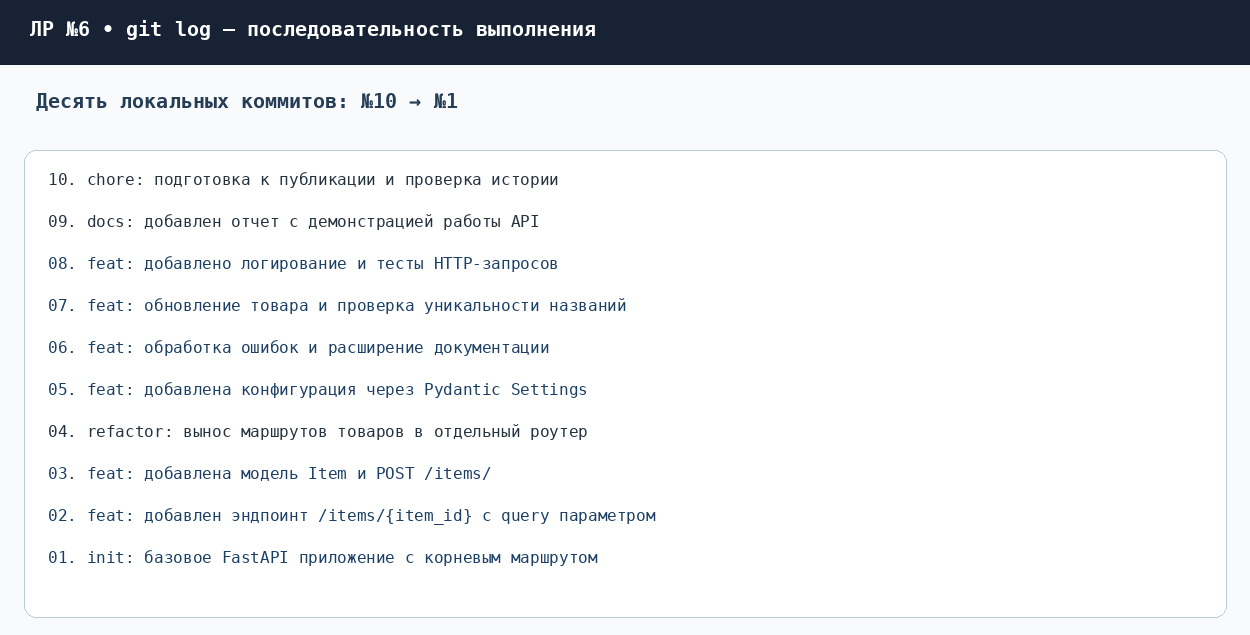 ЛР №6 • git log — последовательность выполнения
Десять локальных коммитов: №10 → №1
10. chore: подготовка к публикации и проверка истории
09. docs: добавлен отчет с демонстрацией работы API
08. feat: добавлено логирование и тесты HTTP-запросов
07. feat: обновление товара и проверка уникальности названий
06. feat: обработка ошибок и расширение документации
05. feat: добавлена конфигурация через Pydantic Settings
04. refactor: вынос маршрутов товаров в отдельный роутер
03. feat: добавлена модель Item и POST /items/
02. feat: добавлен эндпоинт /items/{item_id} с query параметром
01. init: базовое FastAPI приложение с корневым маршрутом